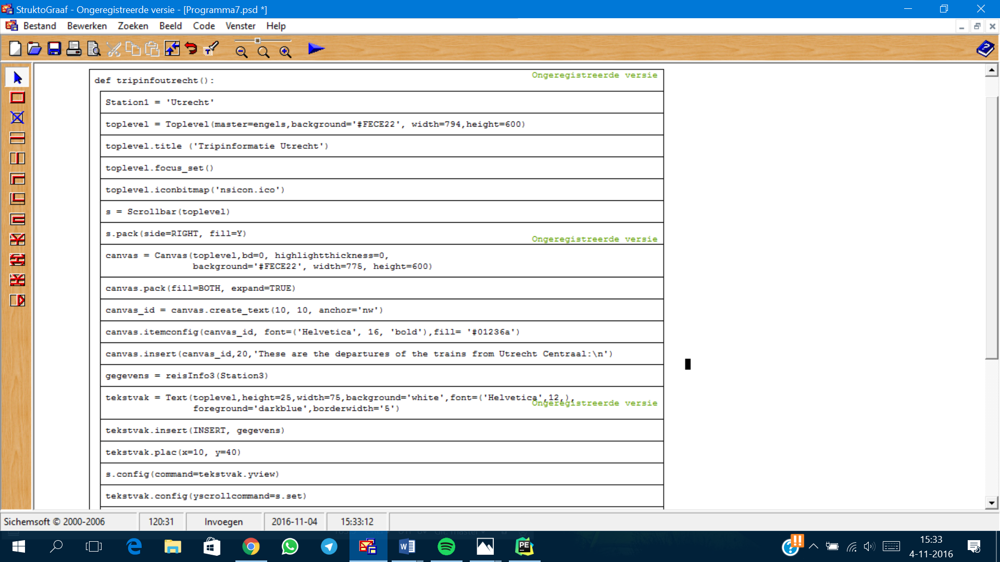 StruktoGraaf - Ongeregistreerde versie - [Programma7.psd *]
Bestand Bewerken Zoeken Beeld Code Venster Help
Ongeregistreerde versie
def tripinfoutrecht():
Station1 = 'Utrecht'
toplevel = Toplevel(master=engels,background='#FECE22', width=794,height=600)
toplevel.title ('Tripinformatie Utrecht')
toplevel.focus_set()
toplevel.iconbitmap('nsicon.ico')
s = Scrollbar(toplevel)
s.pack(side=RIGHT, fill=Y)
Ongeregistreerde versie
canvas = Canvas(toplevel,bd=0, highlightthickness=0,
background='#FECE22', width=775, height=600)
canvas.pack(fill=BOTH, expand=TRUE)
canvas_id = canvas.create_text(10, 10, anchor='nw')
canvas.itemconfig(canvas_id, font=('Helvetica', 16, 'bold'),fill= '#01236a')
canvas.insert(canvas_id,20,'These are the departures of the trains from Utrecht Centraal:\n')
gegevens = reisInfo3(Station3)
tekstvak = Text(toplevel,height=25,width=75,background='white',font=('Helvetica',12,),
Ongeregistreerde versie
foreground='darkblue',borderwidth='5')
tekstvak.insert(INSERT, gegevens)
tekstvak.plac(x=10, y=40)
s.config(command=tekstvak.yview)
tekstvak.config(yscrollcommand=s.set)
Sichemsoft © 2000-2006 120:31 Invoegen 2016-11-04 15:33:12
15:33
4-11-2016